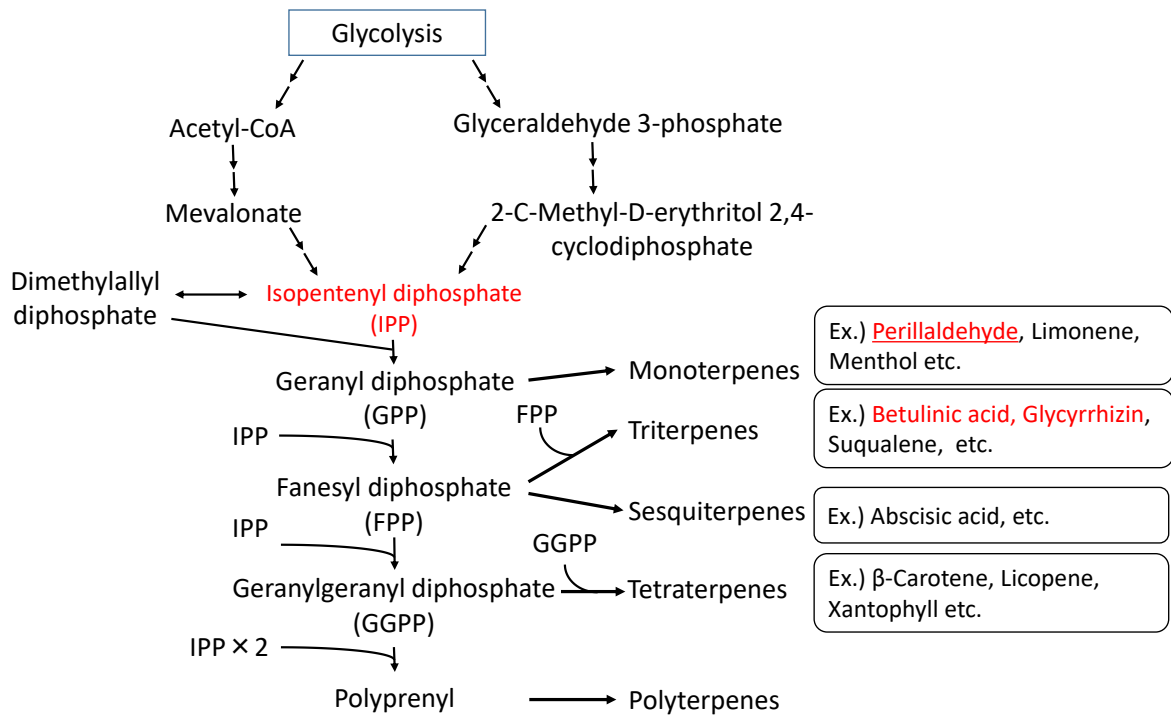 Glycolysis
Acetyl-CoA
Glyceraldehyde 3-phosphate
Mevalonate
2-C-Methyl-D-erythritol 2,4-
cyclodiphosphate
Dimethylallyl
diphosphate
Isopentenyl diphosphate
(IPP)
Ex.) Perillaldehyde, Limonene,
Menthol etc.
Geranyl diphosphate
(GPP)
Monoterpenes
FPP
Ex.) Betulinic acid, Glycyrrhizin,
Suqualene, etc.
Triterpenes
IPP
Fanesyl diphosphate
(FPP)
Sesquiterpenes
Ex.) Abscisic acid, etc.
IPP
GGPP
Geranylgeranyl diphosphate
(GGPP)
Tetraterpenes
Ex.) β-Carotene, Licopene,
Xantophyll etc.
IPP × 2
Polyprenyl
Polyterpenes